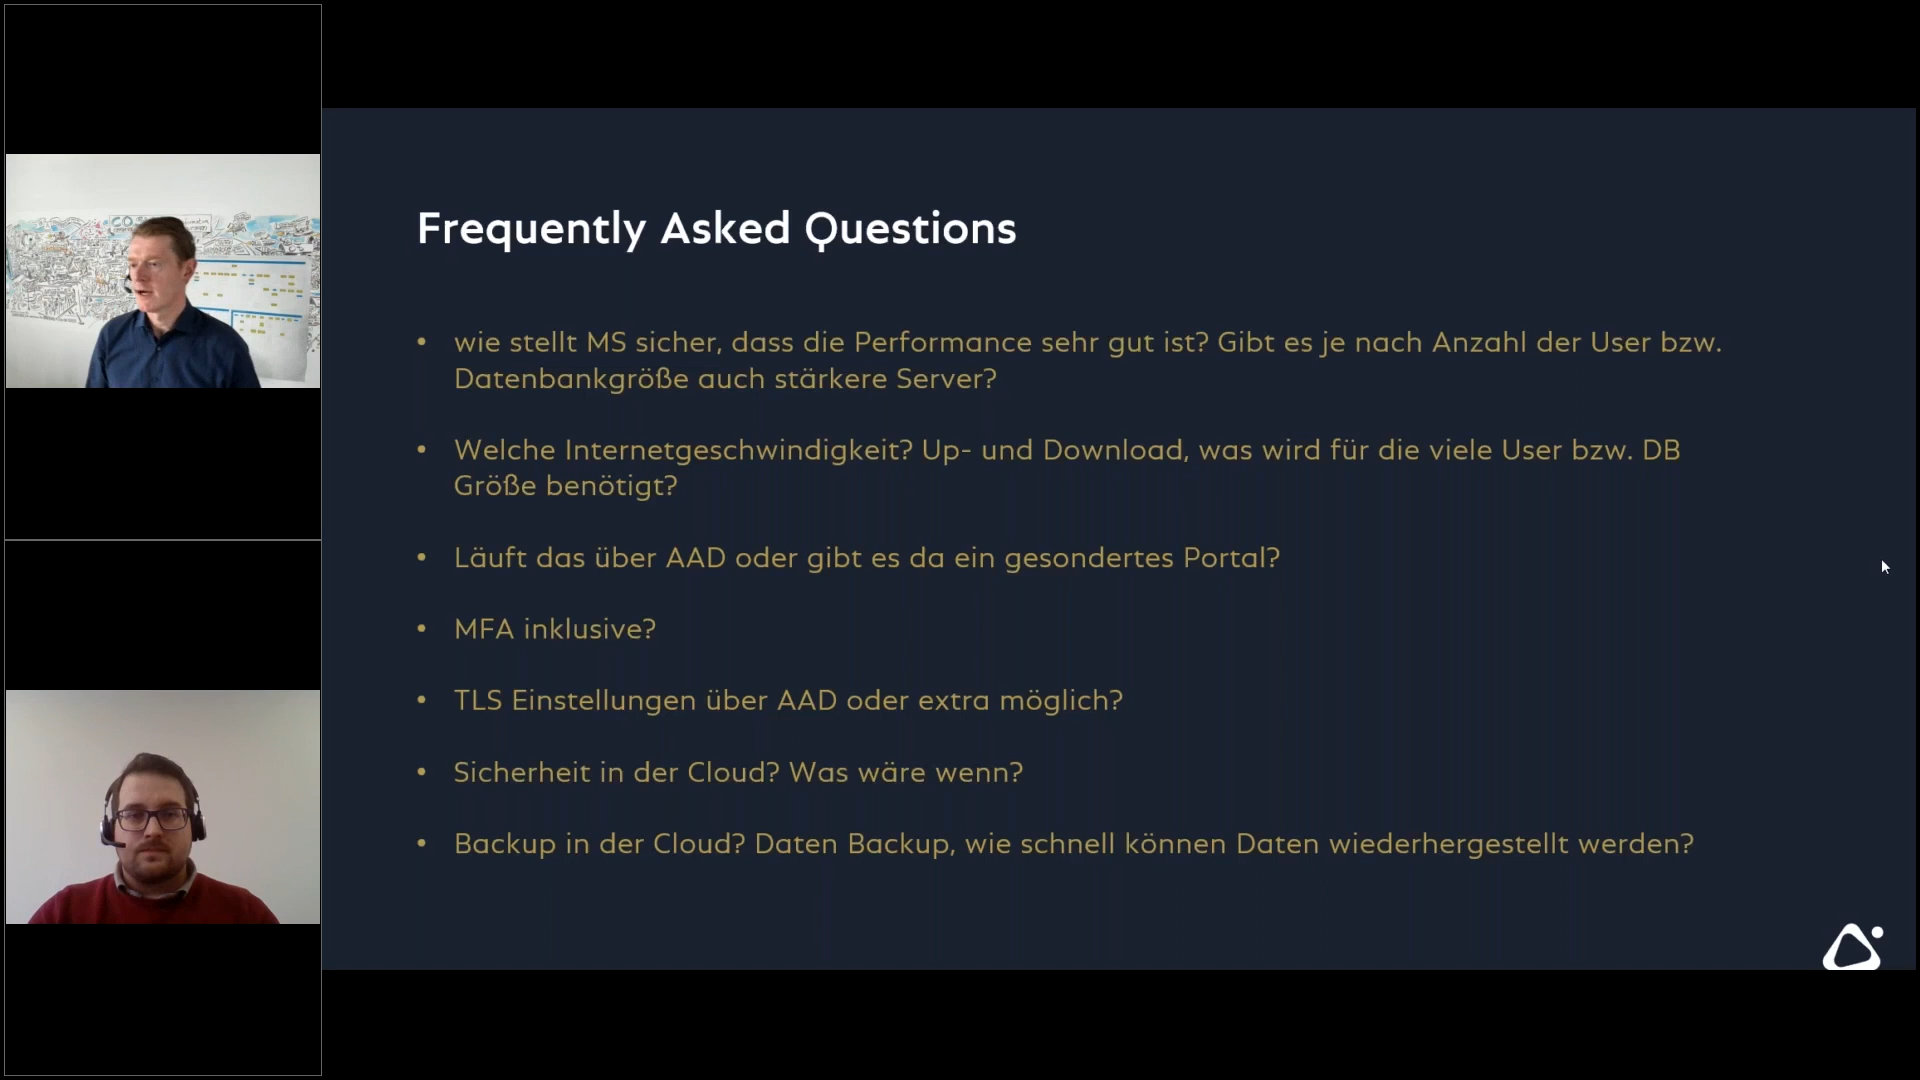 Frequently Asked Questions
• wie stellt MS sicher, dass die Performance sehr gut ist? Gibt es je nach Anzahl der User bzw.
Datenbankgröße auch stärkere Server?
• Welche Internetgeschwindigkeit? Up- und Download, was wird für die viele User bzw. DB
Größe benötigt?
• Läuft das über AAD oder gibt es da ein gesondertes Portal?
• MFA inklusive?
• TLS Einstellungen über AAD oder extra möglich?
• Sicherheit in der Cloud? Was wäre wenn?
• Backup in der Cloud? Daten Backup, wie schnell können Daten wiederhergestellt werden?